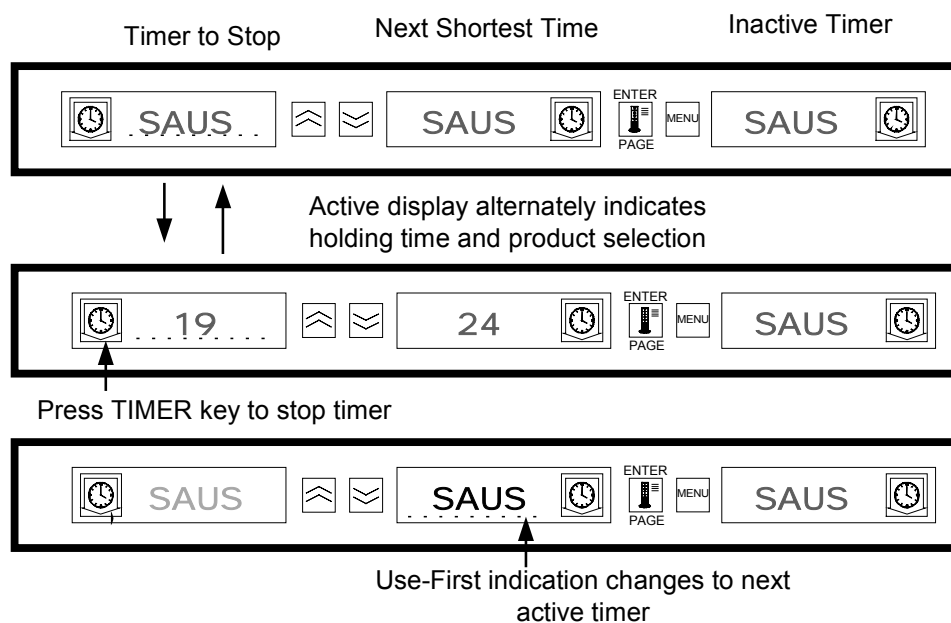 Timer to Stop
Next Shortest Time
Inactive Timer
SAUS
SAUS
ENTER
PAGE
MENU
SAUS
Active display alternately indicates
holding time and product selection
19
24
ENTER
PAGE
MENU
SAUS
Press TIMER key to stop timer
SAUS
SAUS
ENTER
PAGE
MENU
SAUS
Use-First indication changes to next
active timer